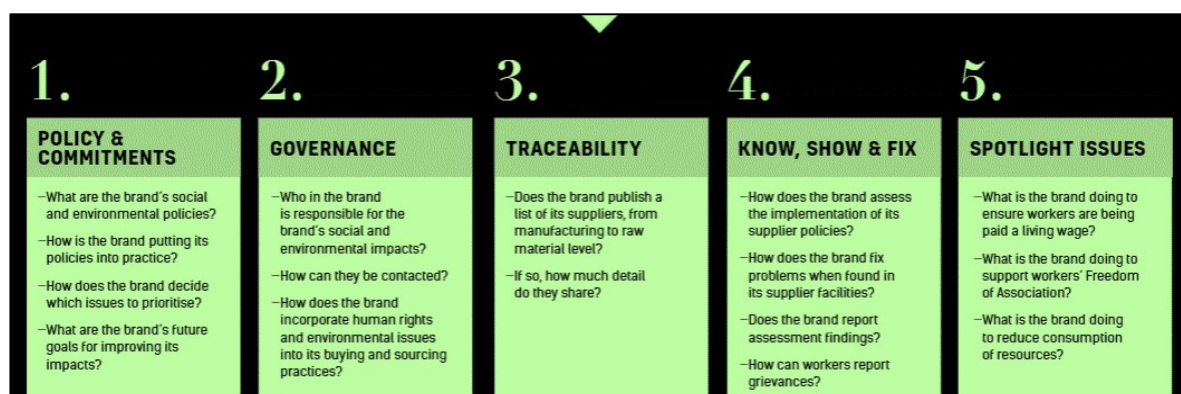 1.
POLICY &
COMMITMENTS
–What are the brand's social
and environmental policies?
–How is the brand putting its
policies into practice?
–How does the brand decide
which issues to prioritise?
–What are the brand's future
goals for improving its
impacts?
2.
GOVERNANCE
–Who in the brand
is responsible for the
brand's social and
environmental impacts?
–How can they be contacted?
–How does the brand
incorporate human rights
and environmental issues
into its buying and sourcing
practices?
3.
TRACEABILITY
–Does the brand publish a
list of its suppliers, from
manufacturing to raw
material level?
–If so, how much detail
do they share?
4.
KNOW, SHOW & FIX
–How does the brand assess
the implementation of its
supplier policies?
–How does the brand fix
problems when found in
its supplier facilities?
–Does the brand report
assessment findings?
–How can workers report
grievances?
5.
SPOTLIGHT ISSUES
–What is the brand doing to
ensure workers are being
paid a living wage?
–What is the brand doing to
support workers' Freedom
of Association?
–What is the brand doing
to reduce consumption
of resources?